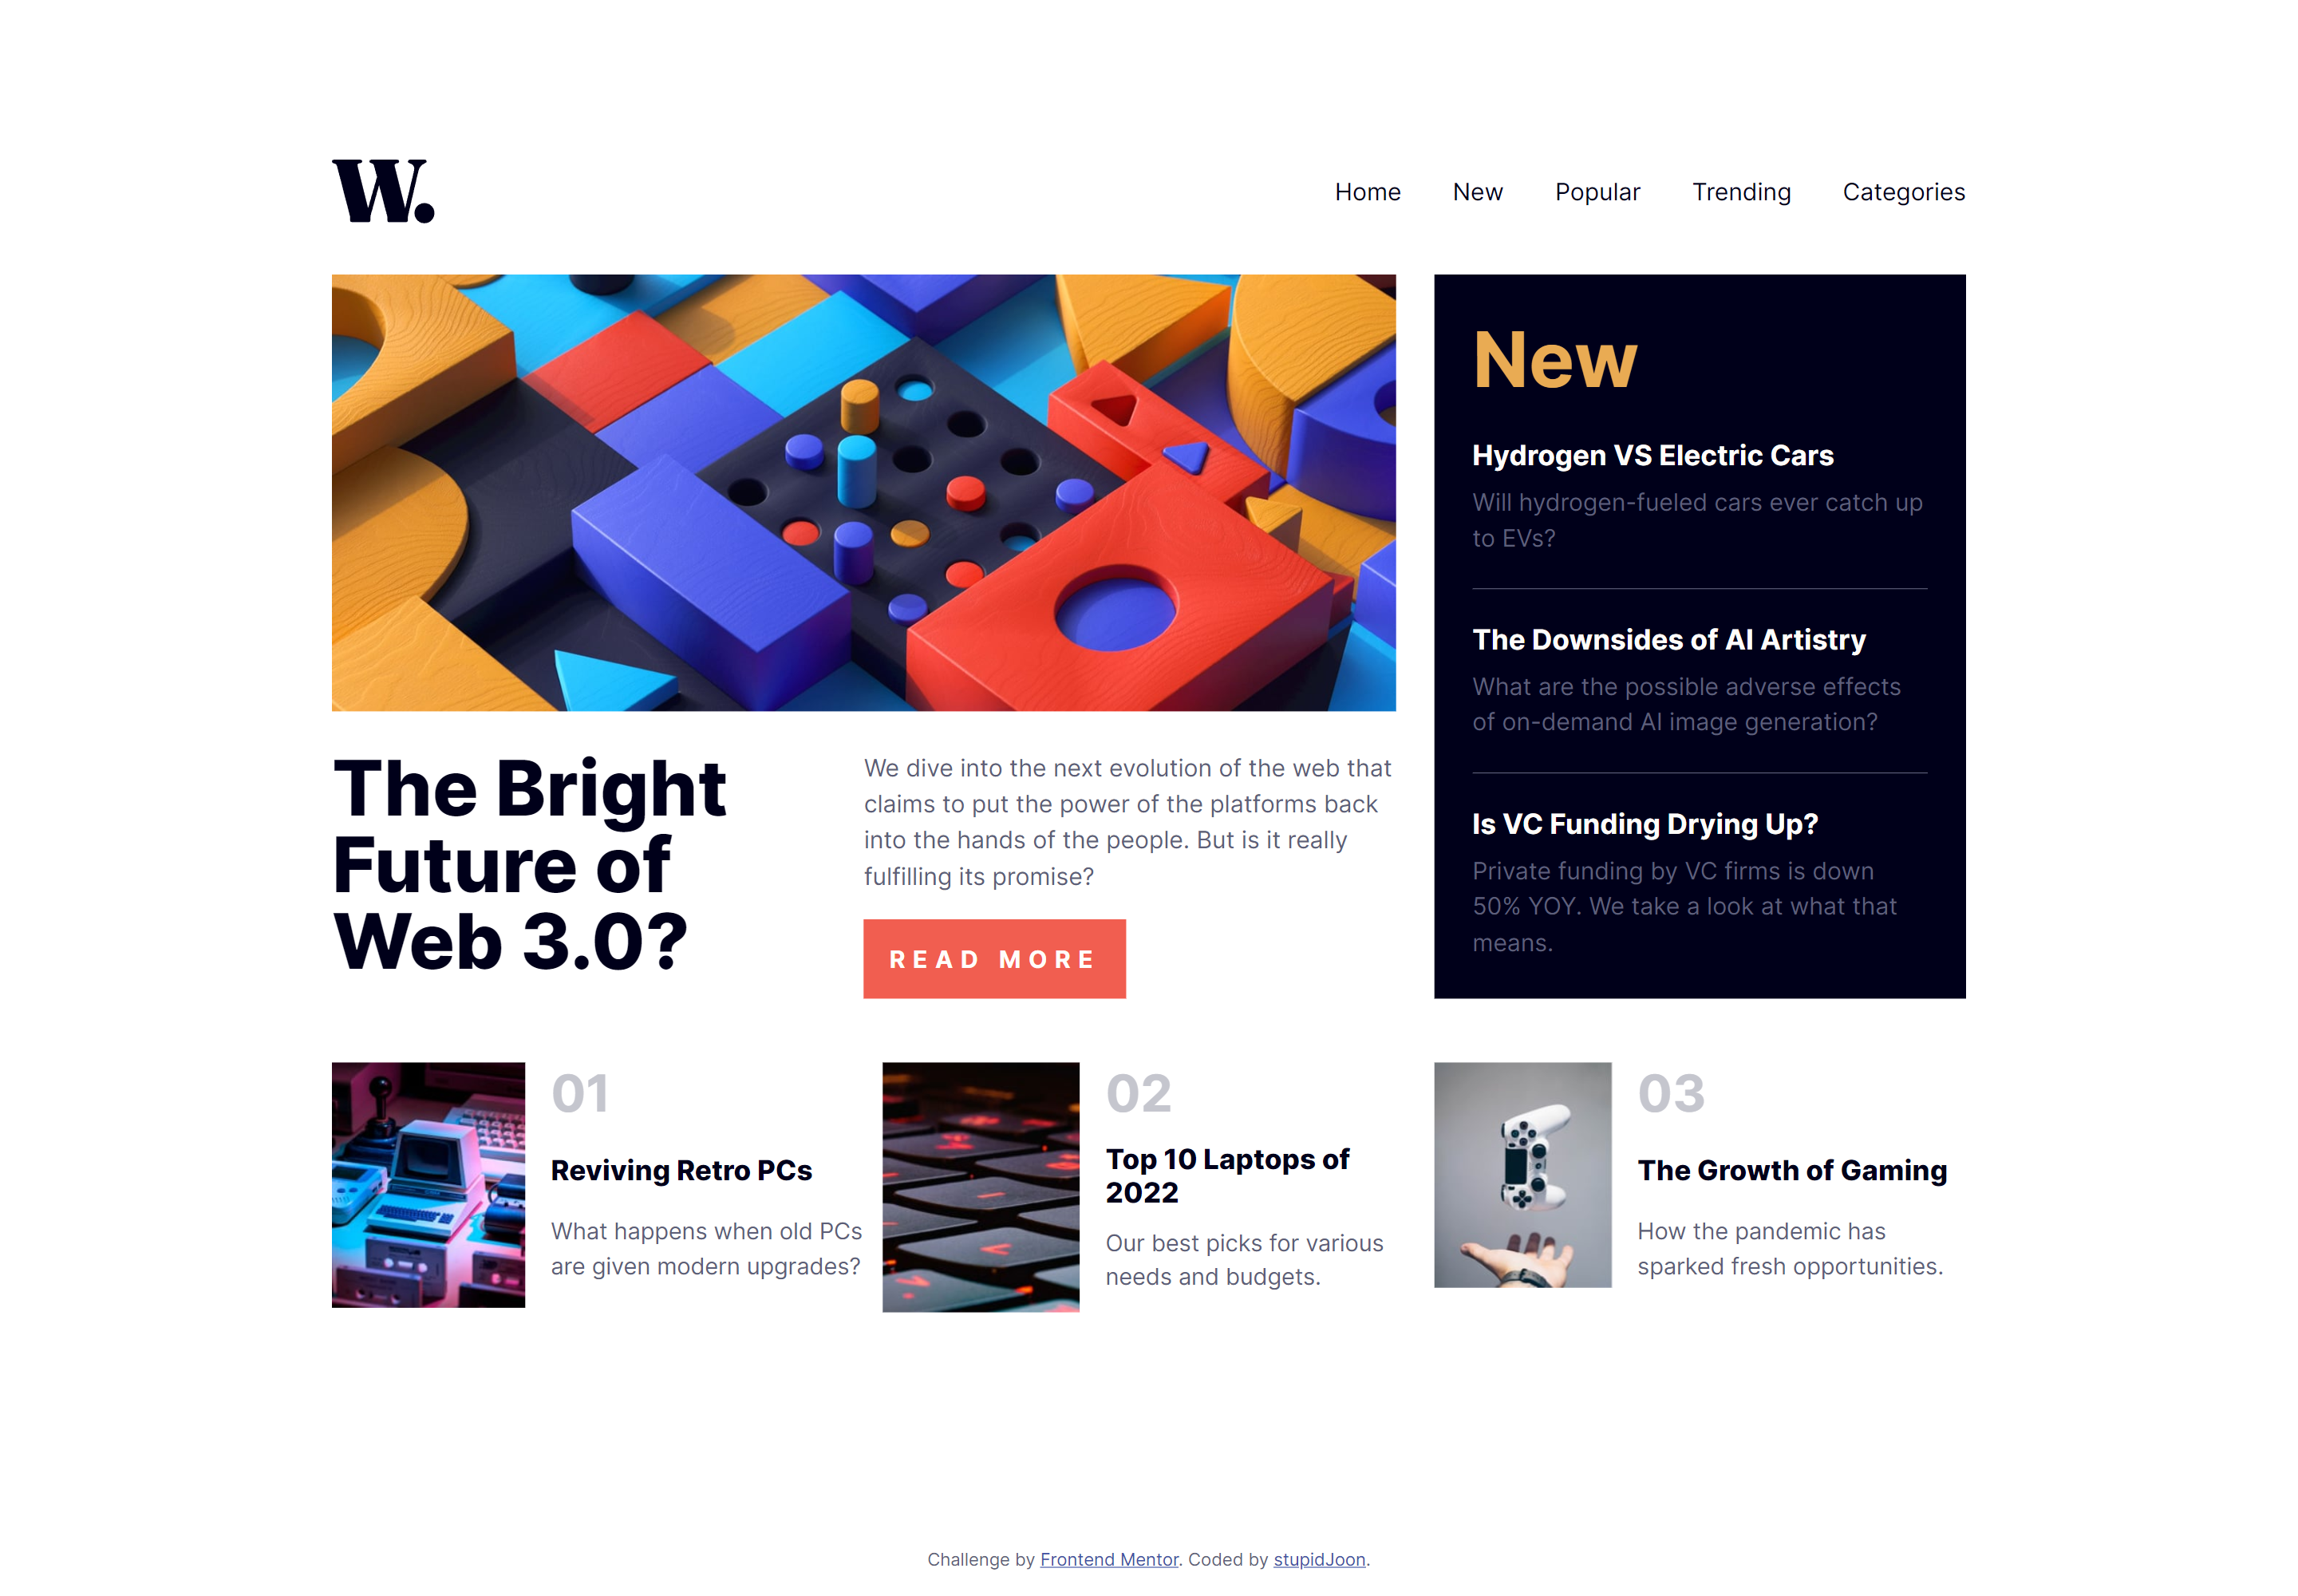 W.
Home
New
Popular
Trending
Categories
New
Hydrogen VS Electric Cars
Will hydrogen-fueled cars ever catch up
to EVs?
The Downsides of AI Artistry
What are the possible adverse effects
of on-demand AI image generation?
Is VC Funding Drying Up?
Private funding by VC firms is down
50% YOY. We take a look at what that
means.
The Bright
Future of
Web 3.0?
We dive into the next evolution of the web that
claims to put the power of the platforms back
into the hands of the people. But is it really
fulfilling its promise?
READ MORE
01
Reviving Retro PCs
What happens when old PCs
are given modern upgrades?
02
Top 10 Laptops of
2022
Our best picks for various
needs and budgets.
03
The Growth of Gaming
How the pandemic has
sparked fresh opportunities.
Challenge by Frontend Mentor. Coded by stupidJoon.